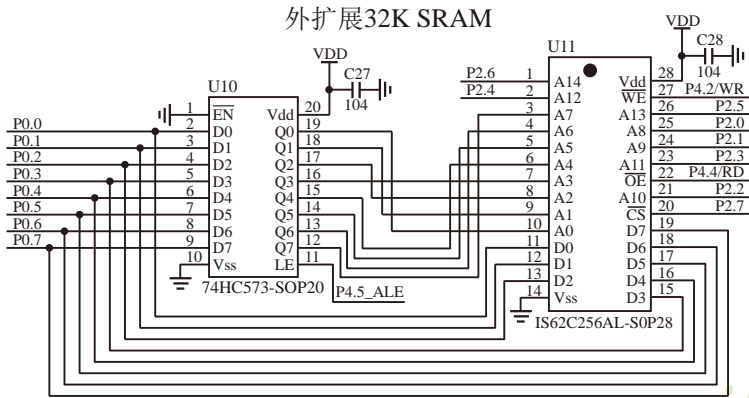 外扩展32K SRAM
U10
VDD
C27
104
1 EN Vdd 20
P0.0 2 D0 Q0 19
P0.1 3 D1 Q1 18
P0.2 4 D2 Q2 17
P0.3 5 D3 Q3 16
P0.4 6 D4 Q4 15
P0.5 7 D5 Q5 14
P0.6 8 D6 Q6 13
P0.7 9 D7 Q7 12
10 Vss LE 11
P4.5_ALE
74HC573-SOP20
U11
VDD
C28
104
P2.6 1 A14 Vdd 28
P2.4 2 A12 WE 27 P4.2/WR
3 A7 A13 26 P2.5
4 A6 A8 25 P2.0
5 A5 A9 24 P2.1
6 A4 A11 23 P2.3
7 A3 OE 22 P4.4/RD
8 A2 A10 21 P2.2
9 A1 CS 20 P2.7
10 A0 D7 19
11 D0 D6 18
12 D1 D5 17
13 D2 D4 16
14 Vss D3 15
IS62C256AL-S0P28